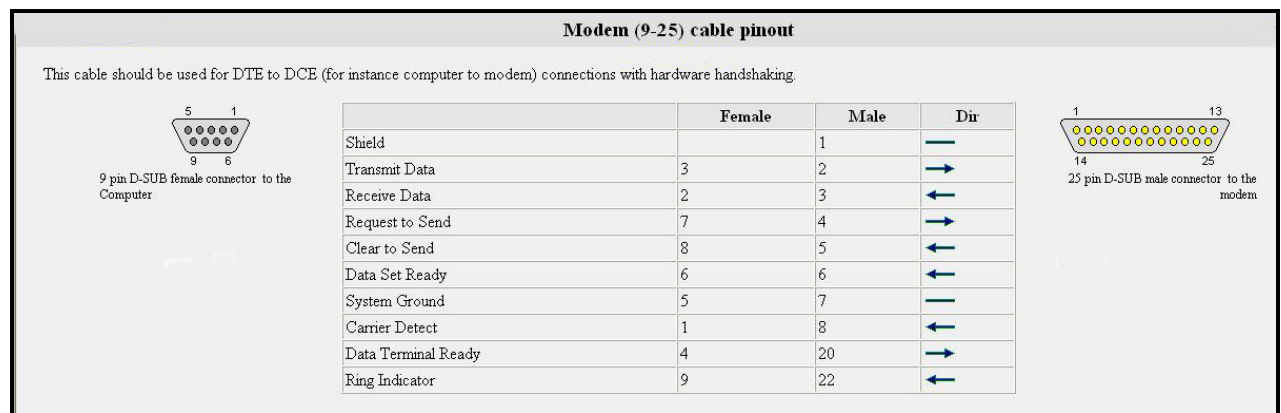 Modem (9-25) cable pinout
This cable should be used for DTE to DCE (for instance computer to modem) connections with hardware handshaking.
5 1
9 6
9 pin D-SUB female connector to the
Computer
Female Male Dir
Shield 1
Transmit Data 3 2
Receive Data 2 3
Request to Send 7 4
Clear to Send 8 5
Data Set Ready 6 6
System Ground 5 7
Carrier Detect 1 8
Data Terminal Ready 4 20
Ring Indicator 9 22
1 13
14 25
25 pin D-SUB male connector to the
modem